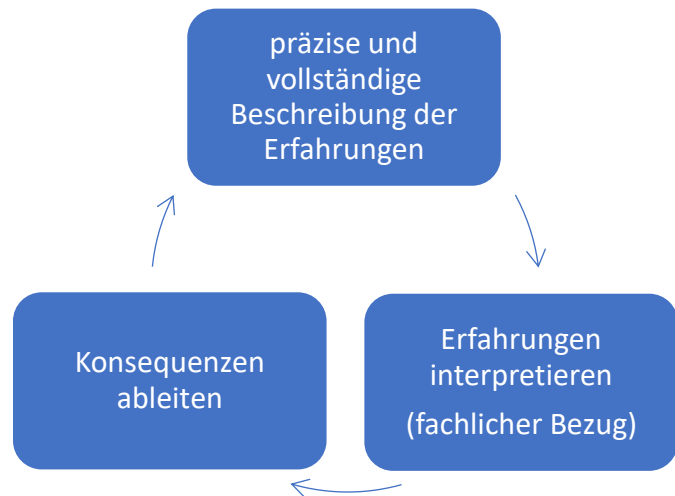 präzise und
vollständige
Beschreibung der
Erfahrungen
Erfahrungen
interpretieren
(fachlicher Bezug)
Konsequenzen
ableiten